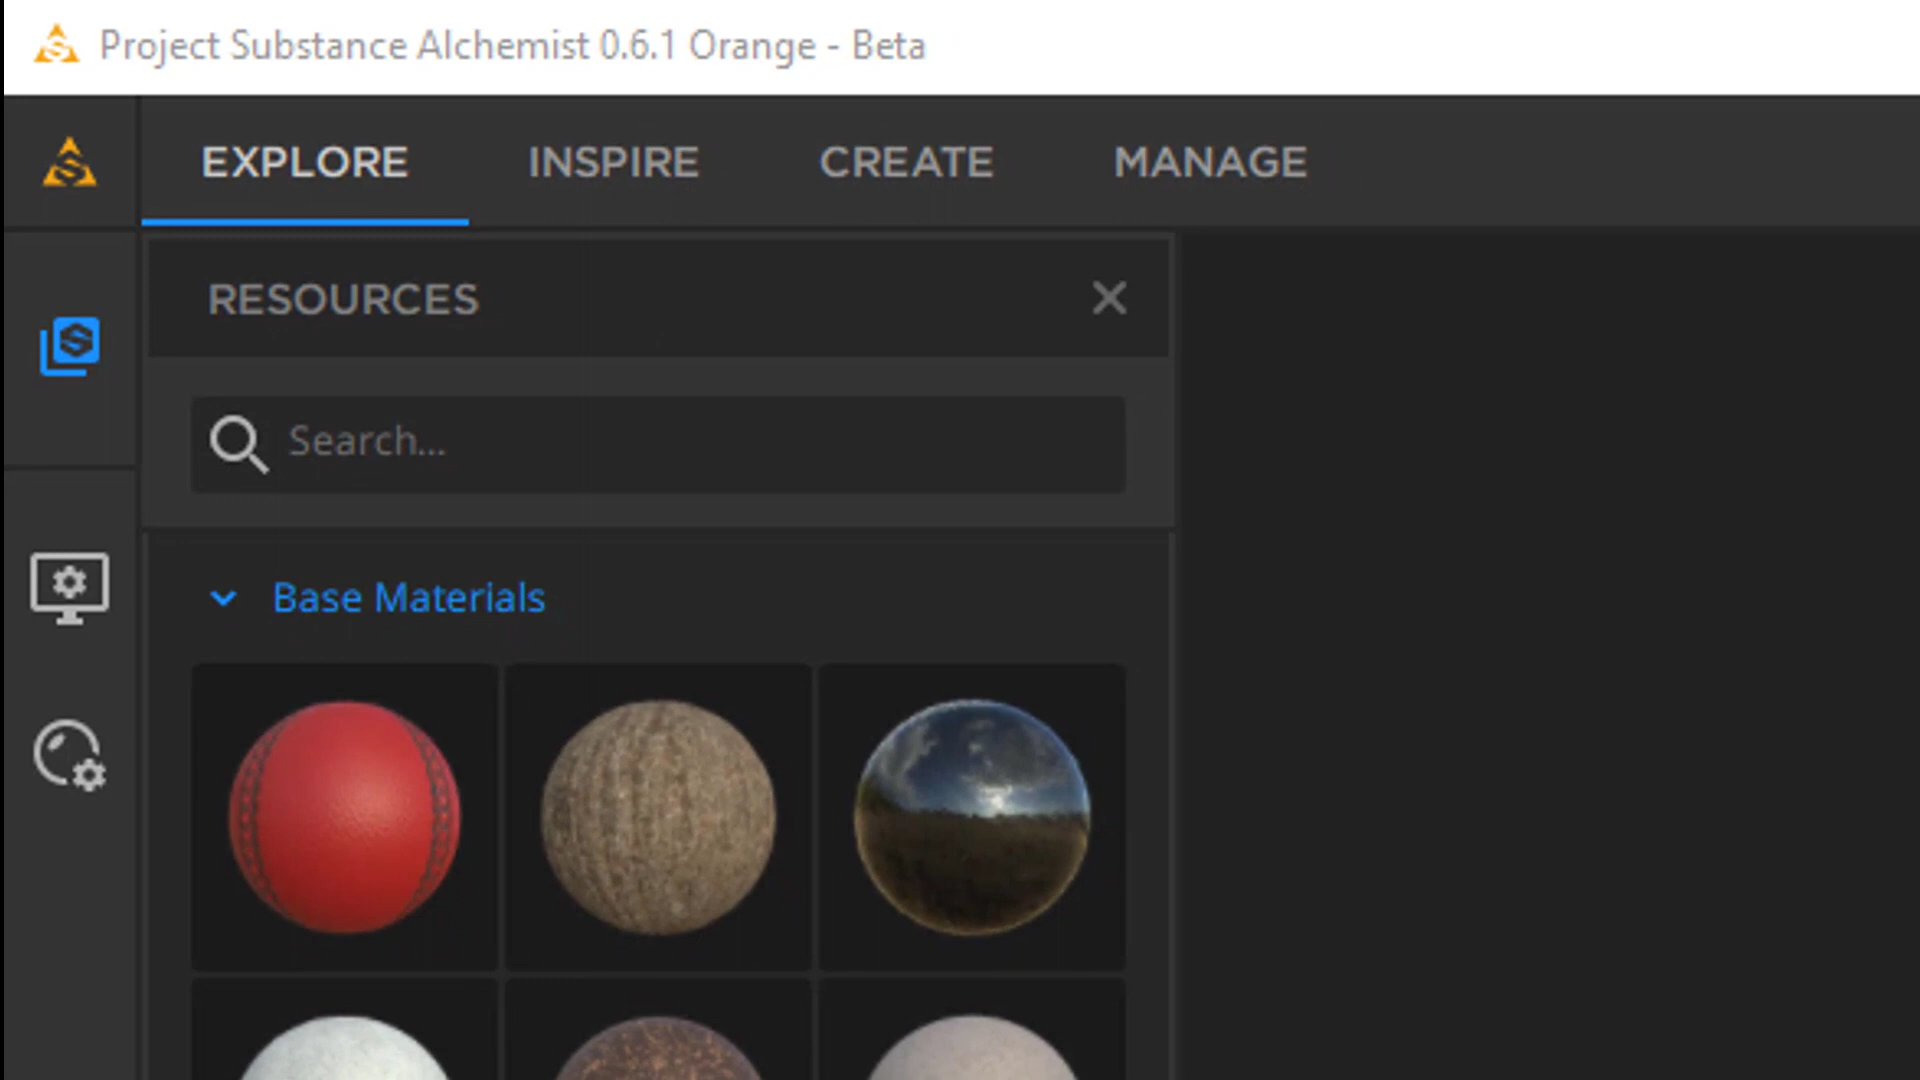 Project Substance Alchemist 0.6.1 Orange - Beta
EXPLORE INSPIRE CREATE MANAGE
RESOURCES
Search...
Base Materials